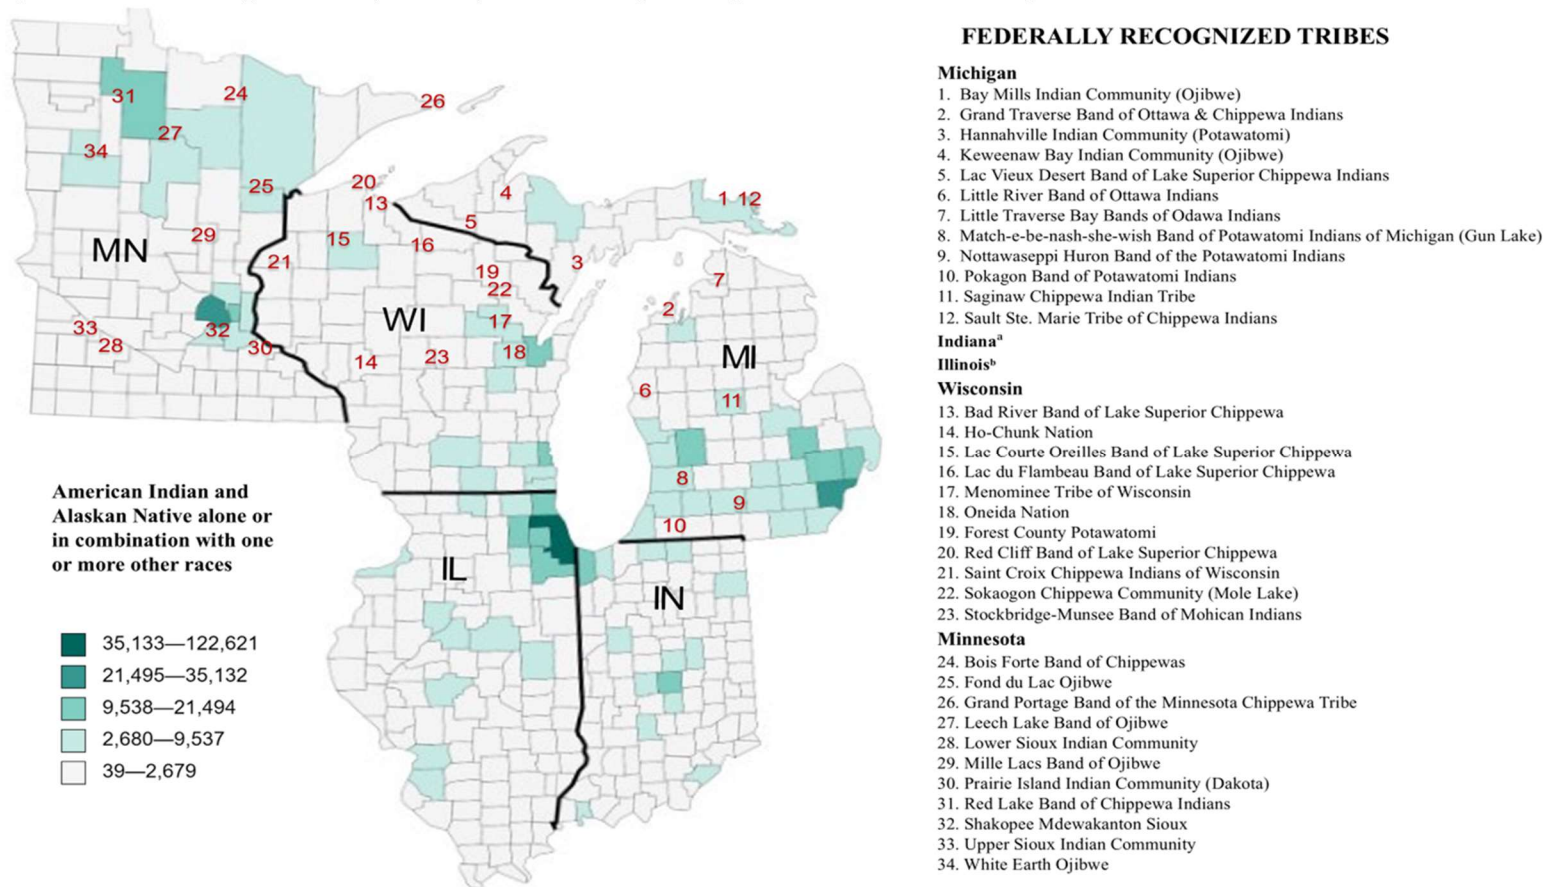 31
24
26
27
34
25
20
13
4
1 12
5
29
MN
15
16
21
19
3
22
7
2
33
32
28
30
WI
17
14
23
18
MI
6
11
8
9
10
IL
IN
American Indian and
Alaskan Native alone or
in combination with one
or more other races
35,133—122,621
21,495—35,132
9,538—21,494
2,680—9,537
39—2,679
FEDERALLY RECOGNIZED TRIBES
Michigan
1. Bay Mills Indian Community (Ojibwe)
2. Grand Traverse Band of Ottawa & Chippewa Indians
3. Hannahville Indian Community (Potawatomi)
4. Keweenaw Bay Indian Community (Ojibwe)
5. Lac Vieux Desert Band of Lake Superior Chippewa Indians
6. Little River Band of Ottawa Indians
7. Little Traverse Bay Bands of Odawa Indians
8. Match-e-be-nash-she-wish Band of Potawatomi Indians of Michigan (Gun Lake)
9. Nottawaseppi Huron Band of the Potawatomi Indians
10. Pokagon Band of Potawatomi Indians
11. Saginaw Chippewa Indian Tribe
12. Sault Ste. Marie Tribe of Chippewa Indians
Indianaᵃ
Illinoisᵇ
Wisconsin
13. Bad River Band of Lake Superior Chippewa
14. Ho-Chunk Nation
15. Lac Courte Oreilles Band of Lake Superior Chippewa
16. Lac du Flambeau Band of Lake Superior Chippewa
17. Menominee Tribe of Wisconsin
18. Oneida Nation
19. Forest County Potawatomi
20. Red Cliff Band of Lake Superior Chippewa
21. Saint Croix Chippewa Indians of Wisconsin
22. Sokaogon Chippewa Community (Mole Lake)
23. Stockbridge-Munsee Band of Mohican Indians
Minnesota
24. Bois Forte Band of Chippewas
25. Fond du Lac Ojibwe
26. Grand Portage Band of the Minnesota Chippewa Tribe
27. Leech Lake Band of Ojibwe
28. Lower Sioux Indian Community
29. Mille Lacs Band of Ojibwe
30. Prairie Island Indian Community (Dakota)
31. Red Lake Band of Chippewa Indians
32. Shakopee Mdewakanton Sioux
33. Upper Sioux Indian Community
34. White Earth Ojibwe